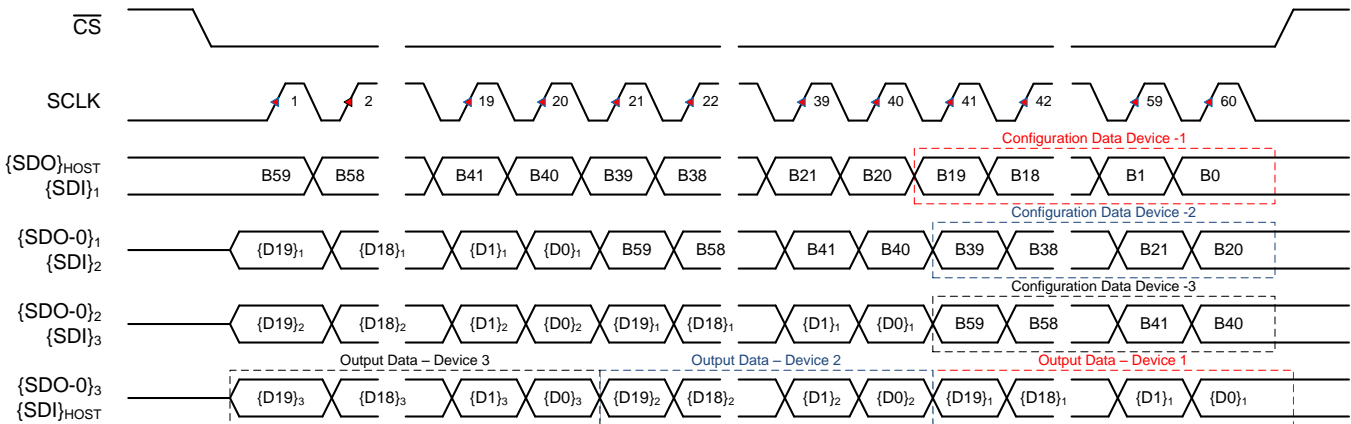 CS
SCLK 1 2 19 20 21 22 39 40 41 42 59 60
Configuration Data Device -1
{SDO}HOST
{SDI}1
B59 B58 B41 B40 B39 B38 B21 B20 B19 B18 B1 B0
Configuration Data Device -2
{SDO-0}1
{SDI}2
{D19}1 {D18}1 {D1}1 {D0}1 B59 B58 B41 B40 B39 B38 B21 B20
Configuration Data Device -3
{SDO-0}2
{SDI}3
{D19}2 {D18}2 {D1}2 {D0}2 {D19}1 {D18}1 {D1}1 {D0}1 B59 B58 B41 B40
Output Data – Device 3 Output Data – Device 2 Output Data – Device 1
{SDO-0}3
{SDI}HOST
{D19}3 {D18}3 {D1}3 {D0}3 {D19}2 {D18}2 {D1}2 {D0}2 {D19}1 {D18}1 {D1}1 {D0}1